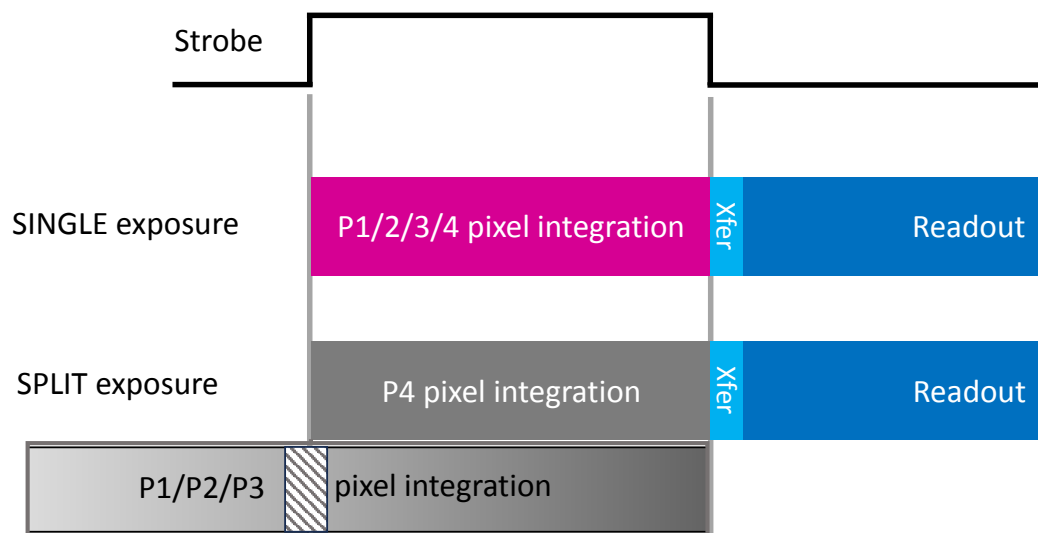 Strobe
SINGLE exposure
P1/2/3/4 pixel integration
Xfer
Readout
SPLIT exposure
P4 pixel integration
Xfer
Readout
P1/P2/P3 pixel integration